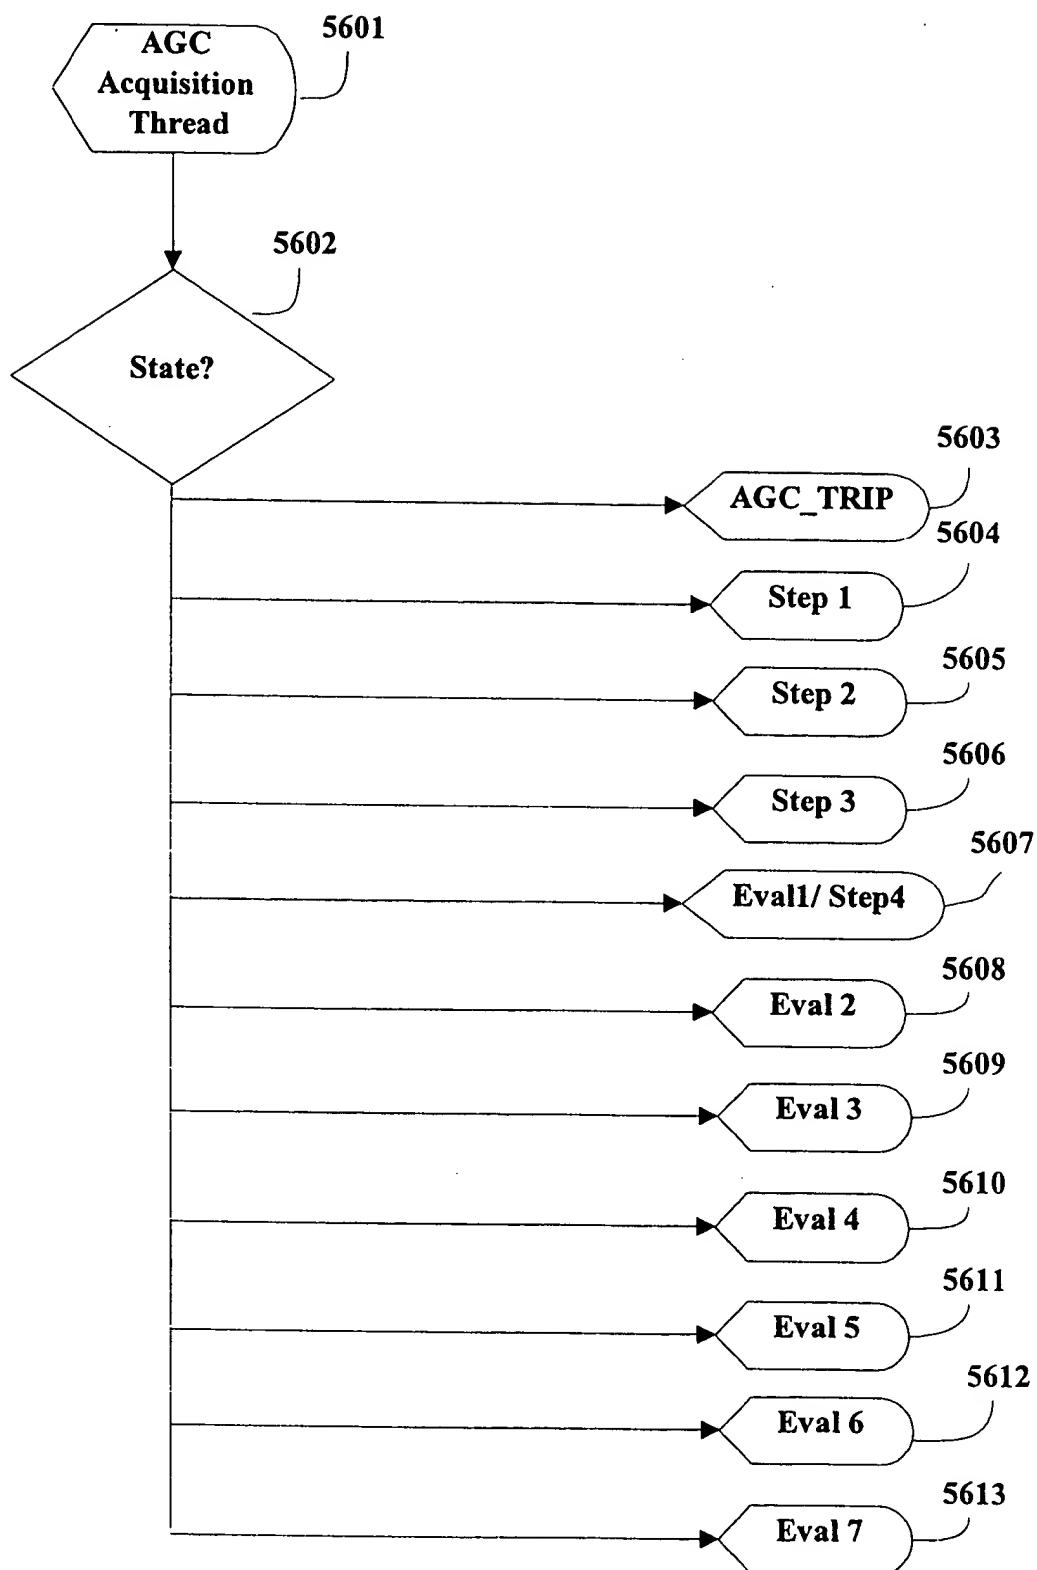 5601
AGC
Acquisition
Thread
5602
State?
5603
AGC_TRIP
5604
Step 1
5605
Step 2
5606
Step 3
5607
Eval1/ Step4
5608
Eval 2
5609
Eval 3
5610
Eval 4
5611
Eval 5
5612
Eval 6
5613
Eval 7